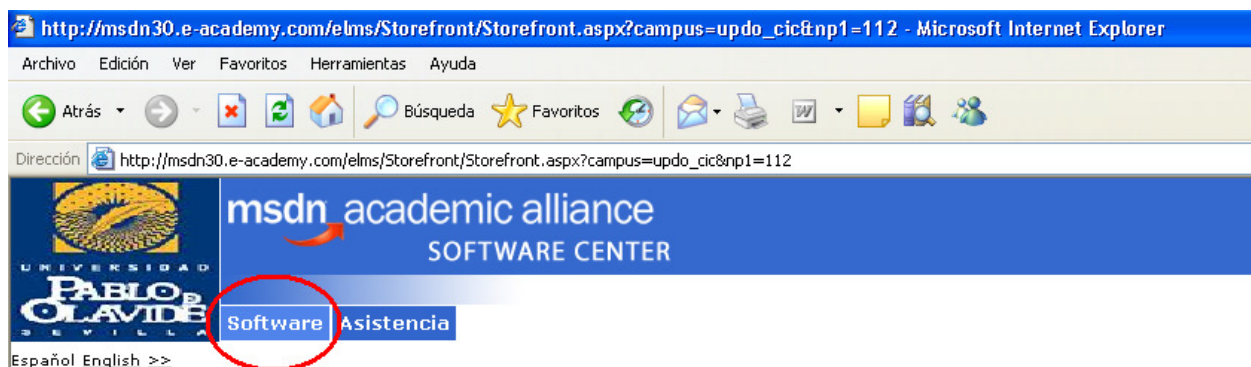 http://msdn30.e-academy.com/elms/Storefront/Storefront.aspx?campus=updo_cic&np1=112 - Microsoft Internet Explorer
Archivo Edición Ver Favoritos Herramientas Ayuda
Atrás Búsqueda Favoritos
Dirección http://msdn30.e-academy.com/elms/Storefront/Storefront.aspx?campus=updo_cic&np1=112
msdn academic alliance
SOFTWARE CENTER
UNIVERSIDAD
PABLO DE
OLAVIDE
SEVILLA
Software Asistencia
Español English >>